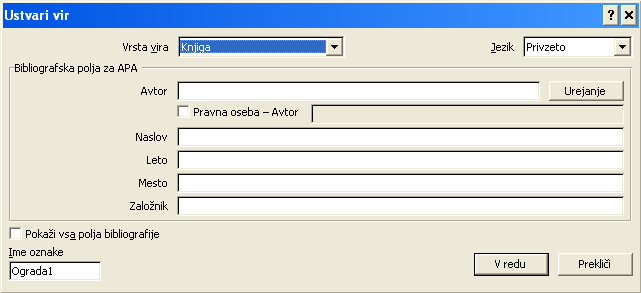 Ustvari vir
Vrsta vira Knjiga Jezik Privzeto
Bibliografska polja za APA
Avtor Urejanje
Pravna oseba – Avtor
Naslov
Leto
Mesto
Založnik
Pokaži vsa polja bibliografije
Ime oznake
Ograda1 V redu Prekliči